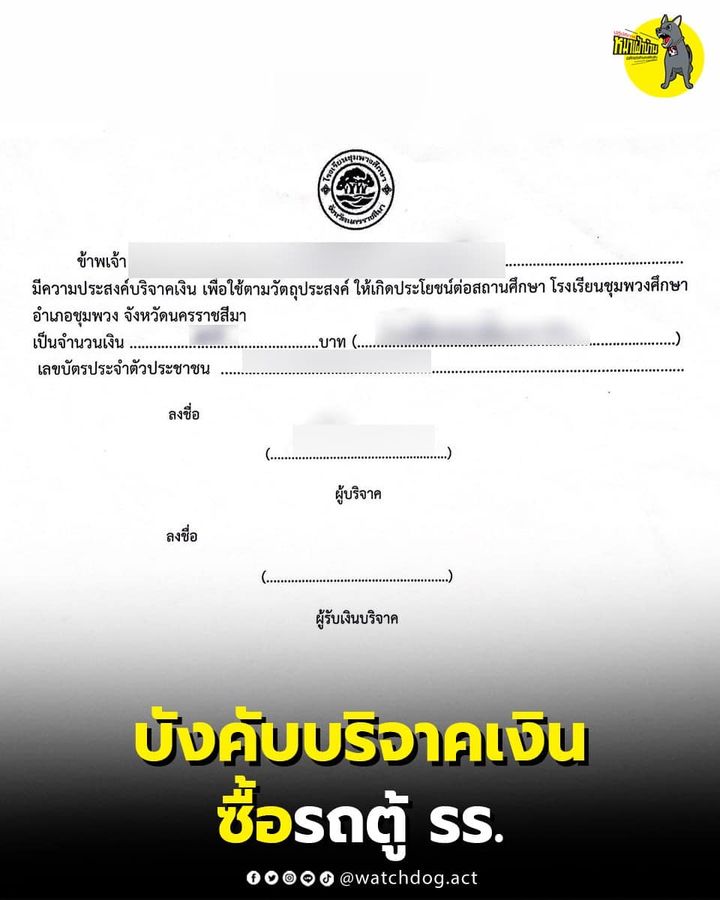 หมาเฝ้าบ้าน
โรงเรียนชุมพวงศึกษา
จังหวัดนครราชสีมา
ข้าพเจ้า ................................................
มีความประสงค์บริจาคเงิน เพื่อใช้ตามวัตถุประสงค์ ให้เกิดประโยชน์ต่อสถานศึกษา โรงเรียนชุมพวงศึกษา
อำเภอชุมพวง จังหวัดนครราชสีมา
เป็นจำนวนเงิน ................................................บาท (................................................)
เลขบัตรประจำตัวประชาชน ................................................
ลงชื่อ
(................................................)
ผู้บริจาค
ลงชื่อ
(................................................)
ผู้รับเงินบริจาค
บังคับบริจาคเงิน
ซื้อรถตู้ รร.
@watchdog.act